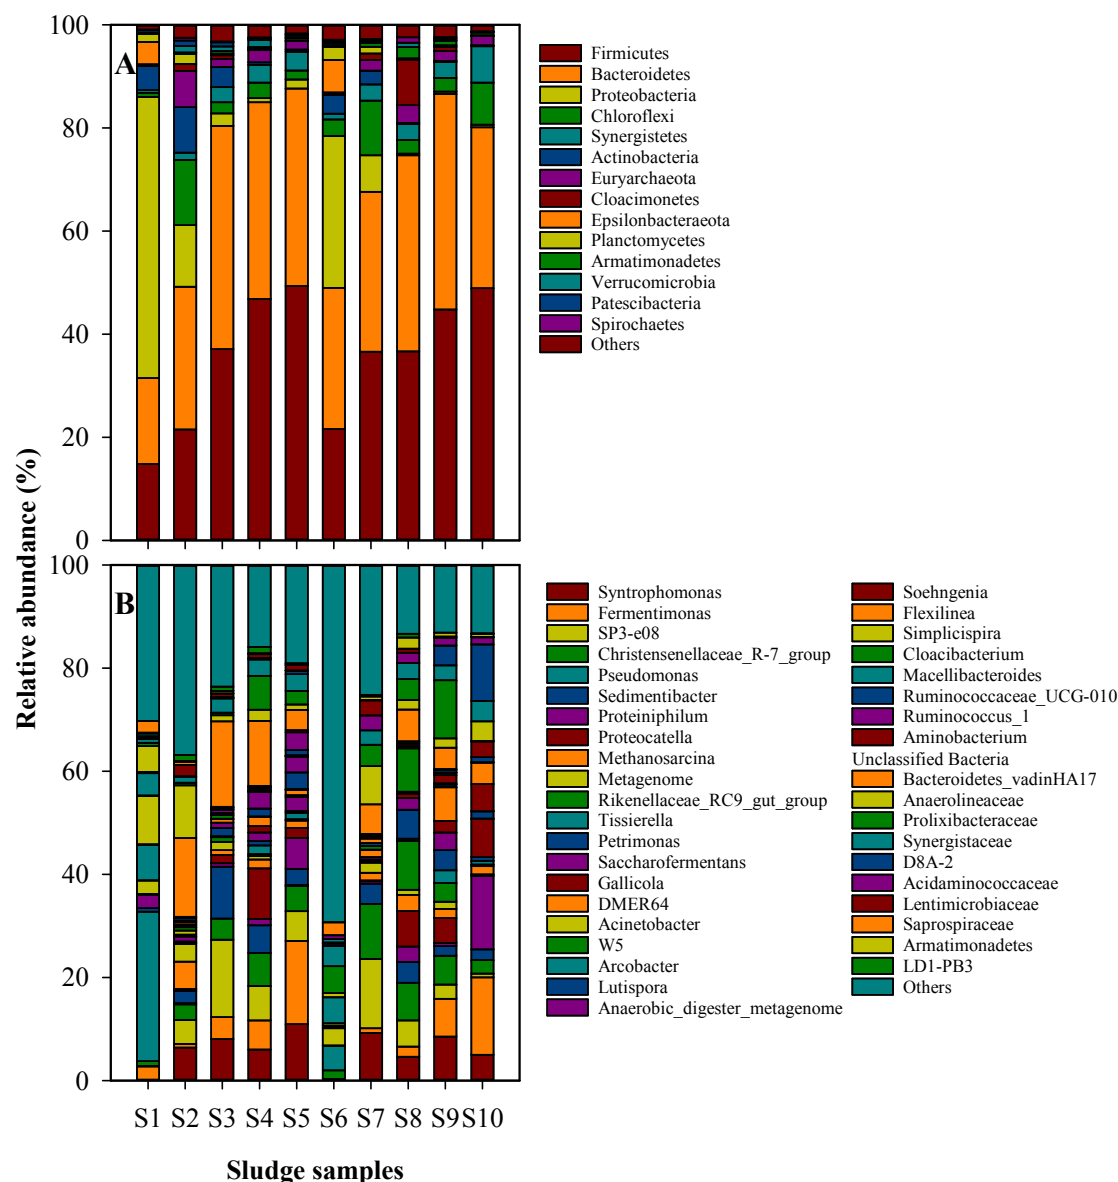 100
80
60
40
20
0
A
Firmicutes
Bacteroidetes
Proteobacteria
Chloroflexi
Synergistetes
Actinobacteria
Euryarchaeota
Cloacimonetes
Epsilonbacteraeota
Planctomycetes
Armatimonadetes
Verrucomicrobia
Patescibacteria
Spirochaetes
Others
Relative abundance (%)
100
80
60
40
20
0
B
S1 S2 S3 S4 S5 S6 S7 S8 S9 S10
Sludge samples
Syntrophomonas
Fermentimonas
SP3-e08
Christensenellaceae_R-7_group
Pseudomonas
Sedimentibacter
Proteiniphilum
Proteocatella
Methanosarcina
Metagenome
Rikenellaceae_RC9_gut_group
Tissierella
Petrimonas
Saccharofermentans
Gallicola
DMER64
Acinetobacter
W5
Arcobacter
Lutispora
Anaerobic_digester_metagenome
Soehngenia
Flexilinea
Simplicispira
Cloacibacterium
Macellibacteroides
Ruminococcaceae_UCG-010
Ruminococcus_1
Aminobacterium
Unclassified Bacteria
Bacteroidetes_vadinHA17
Anaerolineaceae
Prolixibacteraceae
Synergistaceae
D8A-2
Acidaminococcaceae
Lentimicrobiaceae
Saprospiraceae
Armatimonadetes
LD1-PB3
Others